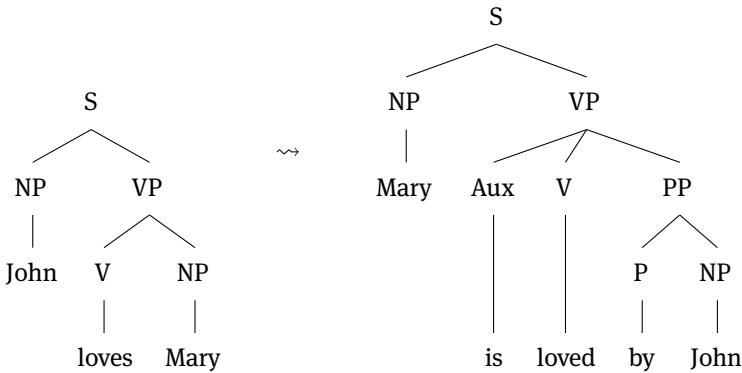 S
NP VP
John V NP
loves Mary
⇝
S
NP VP
Mary Aux V PP
P NP
is loved by John